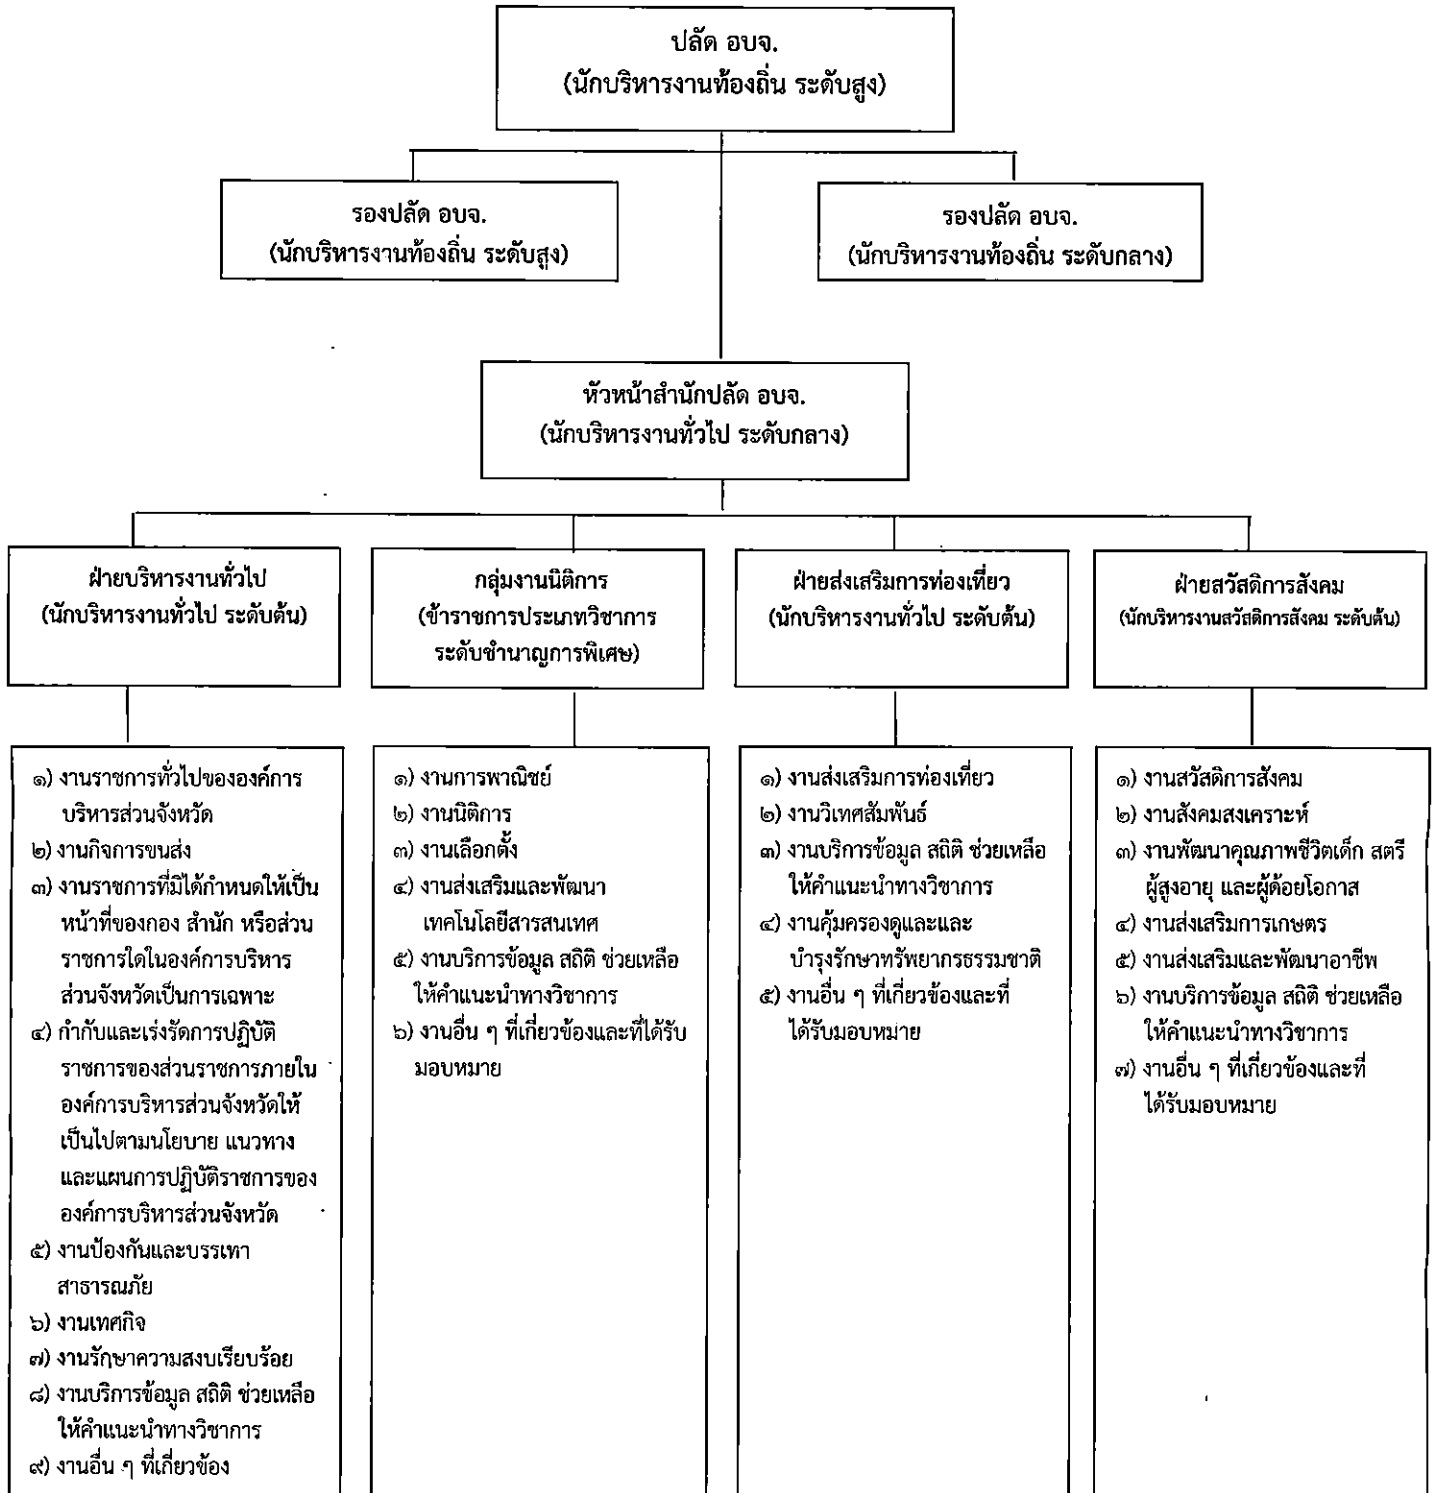 ปลัด อบจ.
(นักบริหารงานท้องถิ่น ระดับสูง)
รองปลัด อบจ.
(นักบริหารงานท้องถิ่น ระดับสูง)
รองปลัด อบจ.
(นักบริหารงานท้องถิ่น ระดับกลาง)
หัวหน้าสำนักปลัด อบจ.
(นักบริหารงานทั่วไป ระดับกลาง)
ฝ่ายบริหารงานทั่วไป
(นักบริหารงานทั่วไป ระดับต้น)
กลุ่มงานนิติการ
(ข้าราชการประเภทวิชาการ
ระดับชำนาญการพิเศษ)
ฝ่ายส่งเสริมการท่องเที่ยว
(นักบริหารงานทั่วไป ระดับต้น)
ฝ่ายสวัสดิการสังคม
(นักบริหารงานสวัสดิการสังคม ระดับต้น)
๑) งานราชการทั่วไปขององค์การ
บริหารส่วนจังหวัด
๒) งานกิจการขนส่ง
๓) งานราชการที่มิได้กำหนดให้เป็น
หน้าที่ของกอง สำนัก หรือส่วน
ราชการใดในองค์การบริหาร
ส่วนจังหวัดเป็นการเฉพาะ
๔) กำกับและเร่งรัดการปฏิบัติ
ราชการของส่วนราชการภายใน
องค์การบริหารส่วนจังหวัดให้
เป็นไปตามนโยบาย แนวทาง
และแผนการปฏิบัติราชการของ
องค์การบริหารส่วนจังหวัด
๕) งานป้องกันและบรรเทา
สาธารณภัย
๖) งานเทศกิจ
๗) งานรักษาความสงบเรียบร้อย
๘) งานบริการข้อมูล สถิติ ช่วยเหลือ
ให้คำแนะนำทางวิชาการ
๙) งานอื่น ๆ ที่เกี่ยวข้อง
๑) งานการพาณิชย์
๒) งานนิติการ
๓) งานเลือกตั้ง
๔) งานส่งเสริมและพัฒนา
เทคโนโลยีสารสนเทศ
๕) งานบริการข้อมูล สถิติ ช่วยเหลือ
ให้คำแนะนำทางวิชาการ
๖) งานอื่น ๆ ที่เกี่ยวข้องและที่ได้รับ
มอบหมาย
๑) งานส่งเสริมการท่องเที่ยว
๒) งานวิเทศสัมพันธ์
๓) งานบริการข้อมูล สถิติ ช่วยเหลือ
ให้คำแนะนำทางวิชาการ
๔) งานคุ้มครองดูและและ
บำรุงรักษาทรัพยากรธรรมชาติ
๕) งานอื่น ๆ ที่เกี่ยวข้องและที่
ได้รับมอบหมาย
๑) งานสวัสดิการสังคม
๒) งานสังคมสงเคราะห์
๓) งานพัฒนาคุณภาพชีวิตเด็ก สตรี
ผู้สูงอายุ และผู้ด้อยโอกาส
๔) งานส่งเสริมการเกษตร
๕) งานส่งเสริมและพัฒนาอาชีพ
๖) งานบริการข้อมูล สถิติ ช่วยเหลือ
ให้คำแนะนำทางวิชาการ
๗) งานอื่น ๆ ที่เกี่ยวข้องและที่
ได้รับมอบหมาย